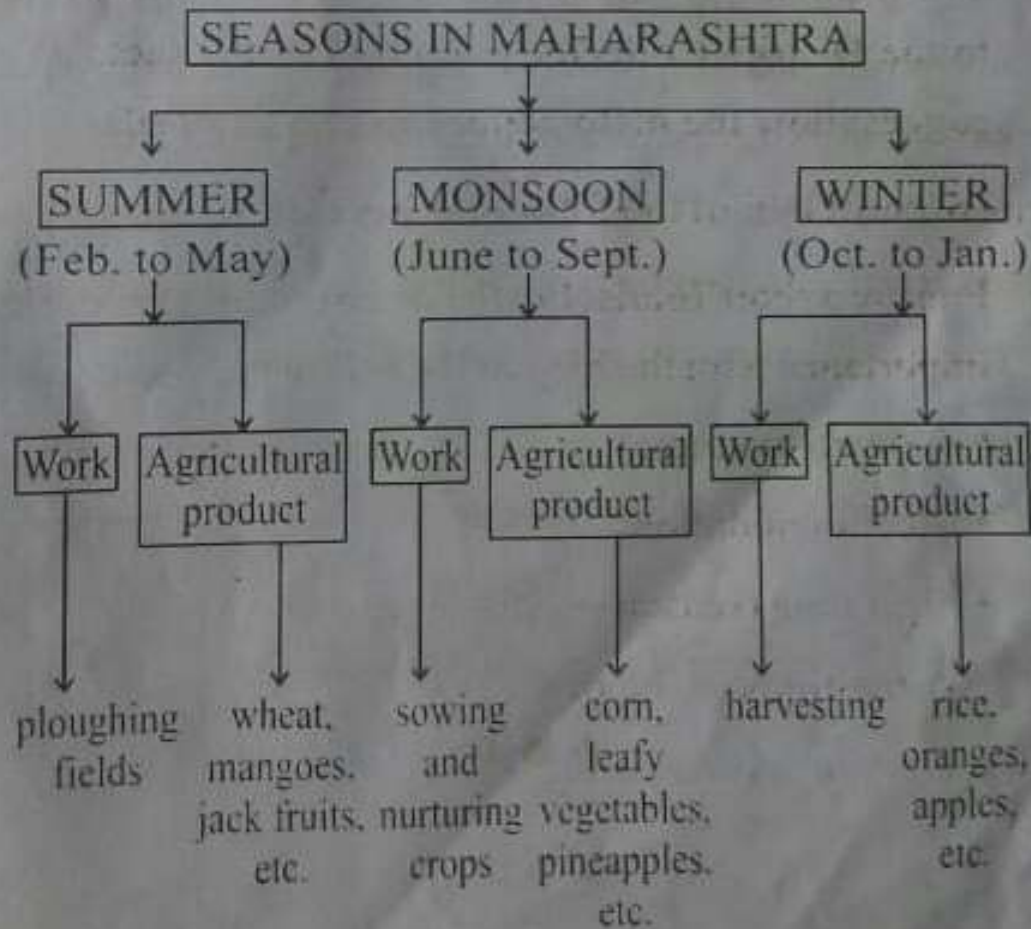 SEASONS IN MAHARASHTRA
SUMMER
(Feb. to May)
MONSOON
(June to Sept.)
WINTER
(Oct. to Jan.)
Work
Agricultural
product
Work
Agricultural
product
Work
Agricultural
product
ploughing
fields
wheat,
mangoes,
jack fruits,
etc.
sowing
and
nurturing
crops
corn,
leafy
vegetables,
pineapples,
etc.
harvesting
rice,
oranges,
apples,
etc.